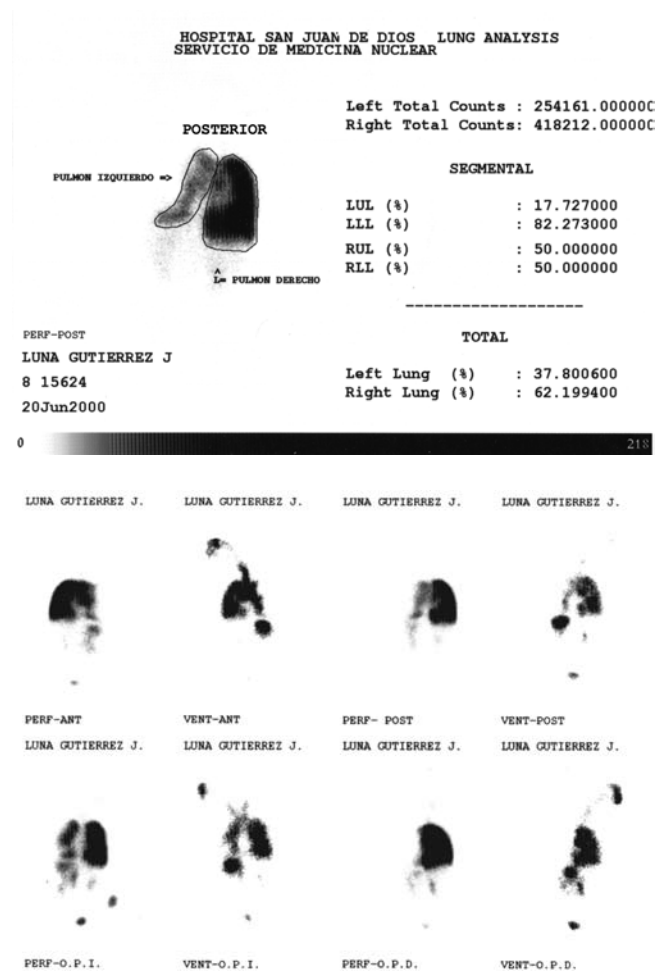 HOSPITAL SAN JUAN DE DIOS LUNG ANALYSIS
SERVICIO DE MEDICINA NUCLEAR
Left Total Counts : 254161.00000C
Right Total Counts: 418212.00000C
POSTERIOR
PULMON IZQUIERDO =>
^
L= PULMON DERECHO
SEGMENTAL
LUL (%) : 17.727000
LLL (%) : 82.273000
RUL (%) : 50.000000
RLL (%) : 50.000000
--------------------
TOTAL
Left Lung (%) : 37.800600
Right Lung (%) : 62.199400
PERF-POST
LUNA GUTIERREZ J
8 15624
20Jun2000
0 218
LUNA GUTIERREZ J. LUNA GUTIERREZ J. LUNA GUTIERREZ J. LUNA GUTIERREZ J.
PERF-ANT VENT-ANT PERF- POST VENT-POST
LUNA GUTIERREZ J. LUNA GUTIERREZ J. LUNA GUTIERREZ J. LUNA GUTIERREZ J.
PERF-O.P.I. VENT-O.P.I. PERF-O.P.D. VENT-O.P.D.